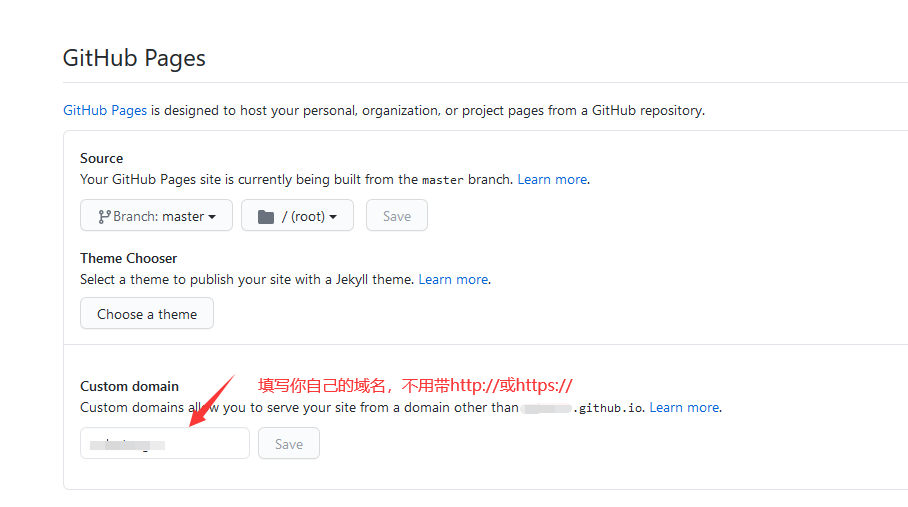 GitHub Pages
GitHub Pages is designed to host your personal, organization, or project pages from a GitHub repository.
Source
Your GitHub Pages site is currently being built from the master branch. Learn more.
Branch: master
/ (root)
Save
Theme Chooser
Select a theme to publish your site with a Jekyll theme. Learn more.
Choose a theme
Custom domain
填写你自己的域名，不用带http://或https://
Custom domains allow you to serve your site from a domain other than .github.io. Learn more.
Save